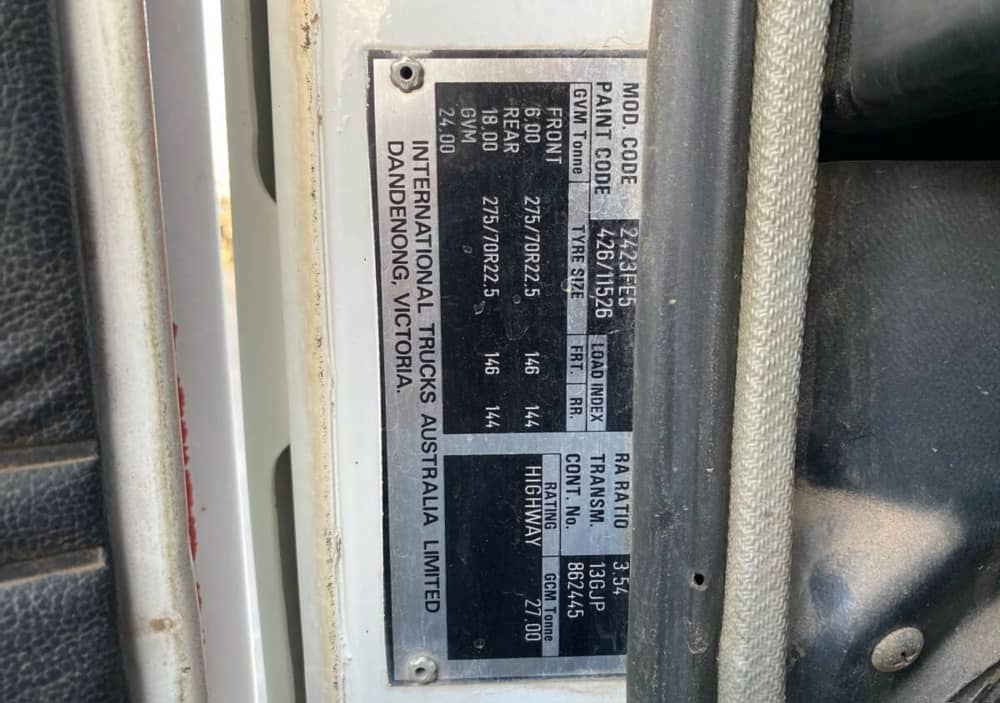 MOD. CODE 2423FE5 RA RATIO 3.54
PAINT CODE 426/11526 TRANSM. 13GJP
LOAD INDEX CONT. No. 862445
GVM Tonne TYRE SIZE FRT. RR. RATING GCM Tonne
FRONT HIGHWAY 27.00
6.00 275/70R22.5 146 144
REAR
18.00 275/70R22.5 146 144
GVM
24.00
INTERNATIONAL TRUCKS AUSTRALIA LIMITED
DANDENONG, VICTORIA.